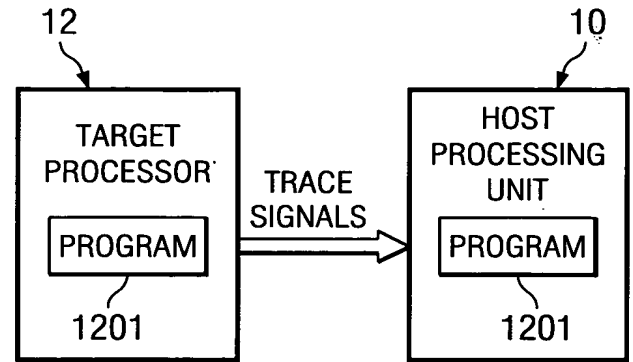 12
10
TARGET
PROCESSOR
PROGRAM
1201
TRACE
SIGNALS
HOST
PROCESSING
UNIT
PROGRAM
1201